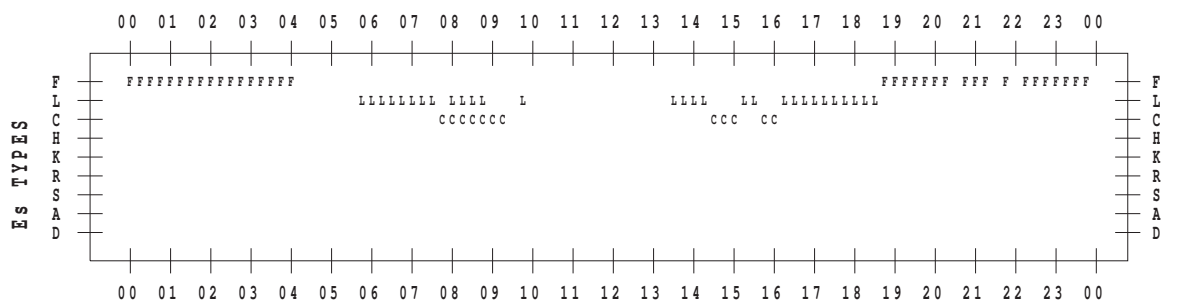 00 01 02 03 04 05 06 07 08 09 10 11 12 13 14 15 16 17 18 19 20 21 22 23 00
F FFFFFFFFFFFFFFFFF FFFFFFF FFF F FFFFFFF F
L LLLLLLLL LLLL L LLLL LL LLLLLLLLLL L
C CCCCCCC CCC CC C
H H
K K
R R
S S
A A
D D
Es TYPES
00 01 02 03 04 05 06 07 08 09 10 11 12 13 14 15 16 17 18 19 20 21 22 23 00